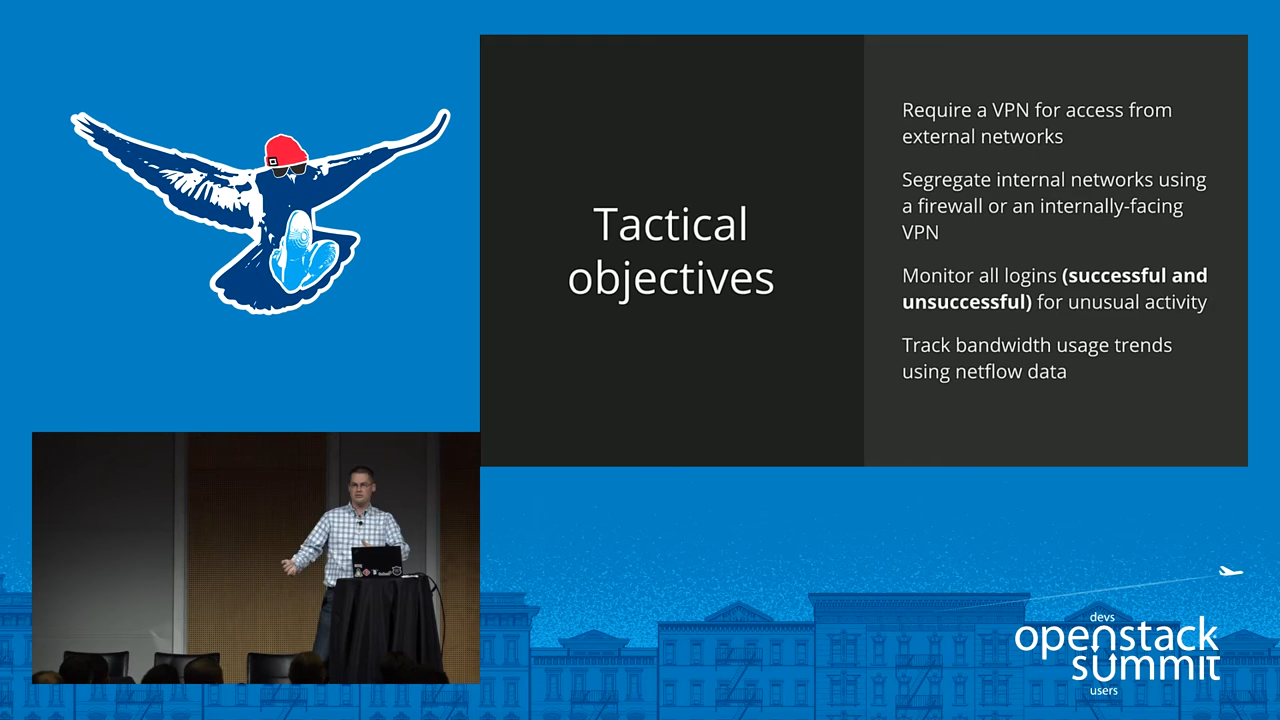 Tactical
objectives
Require a VPN for access from
external networks
Segregate internal networks using
a firewall or an internally-facing
VPN
Monitor all logins (successful and
unsuccessful) for unusual activity
Track bandwidth usage trends
using netflow data
devs
openstack
summit
users